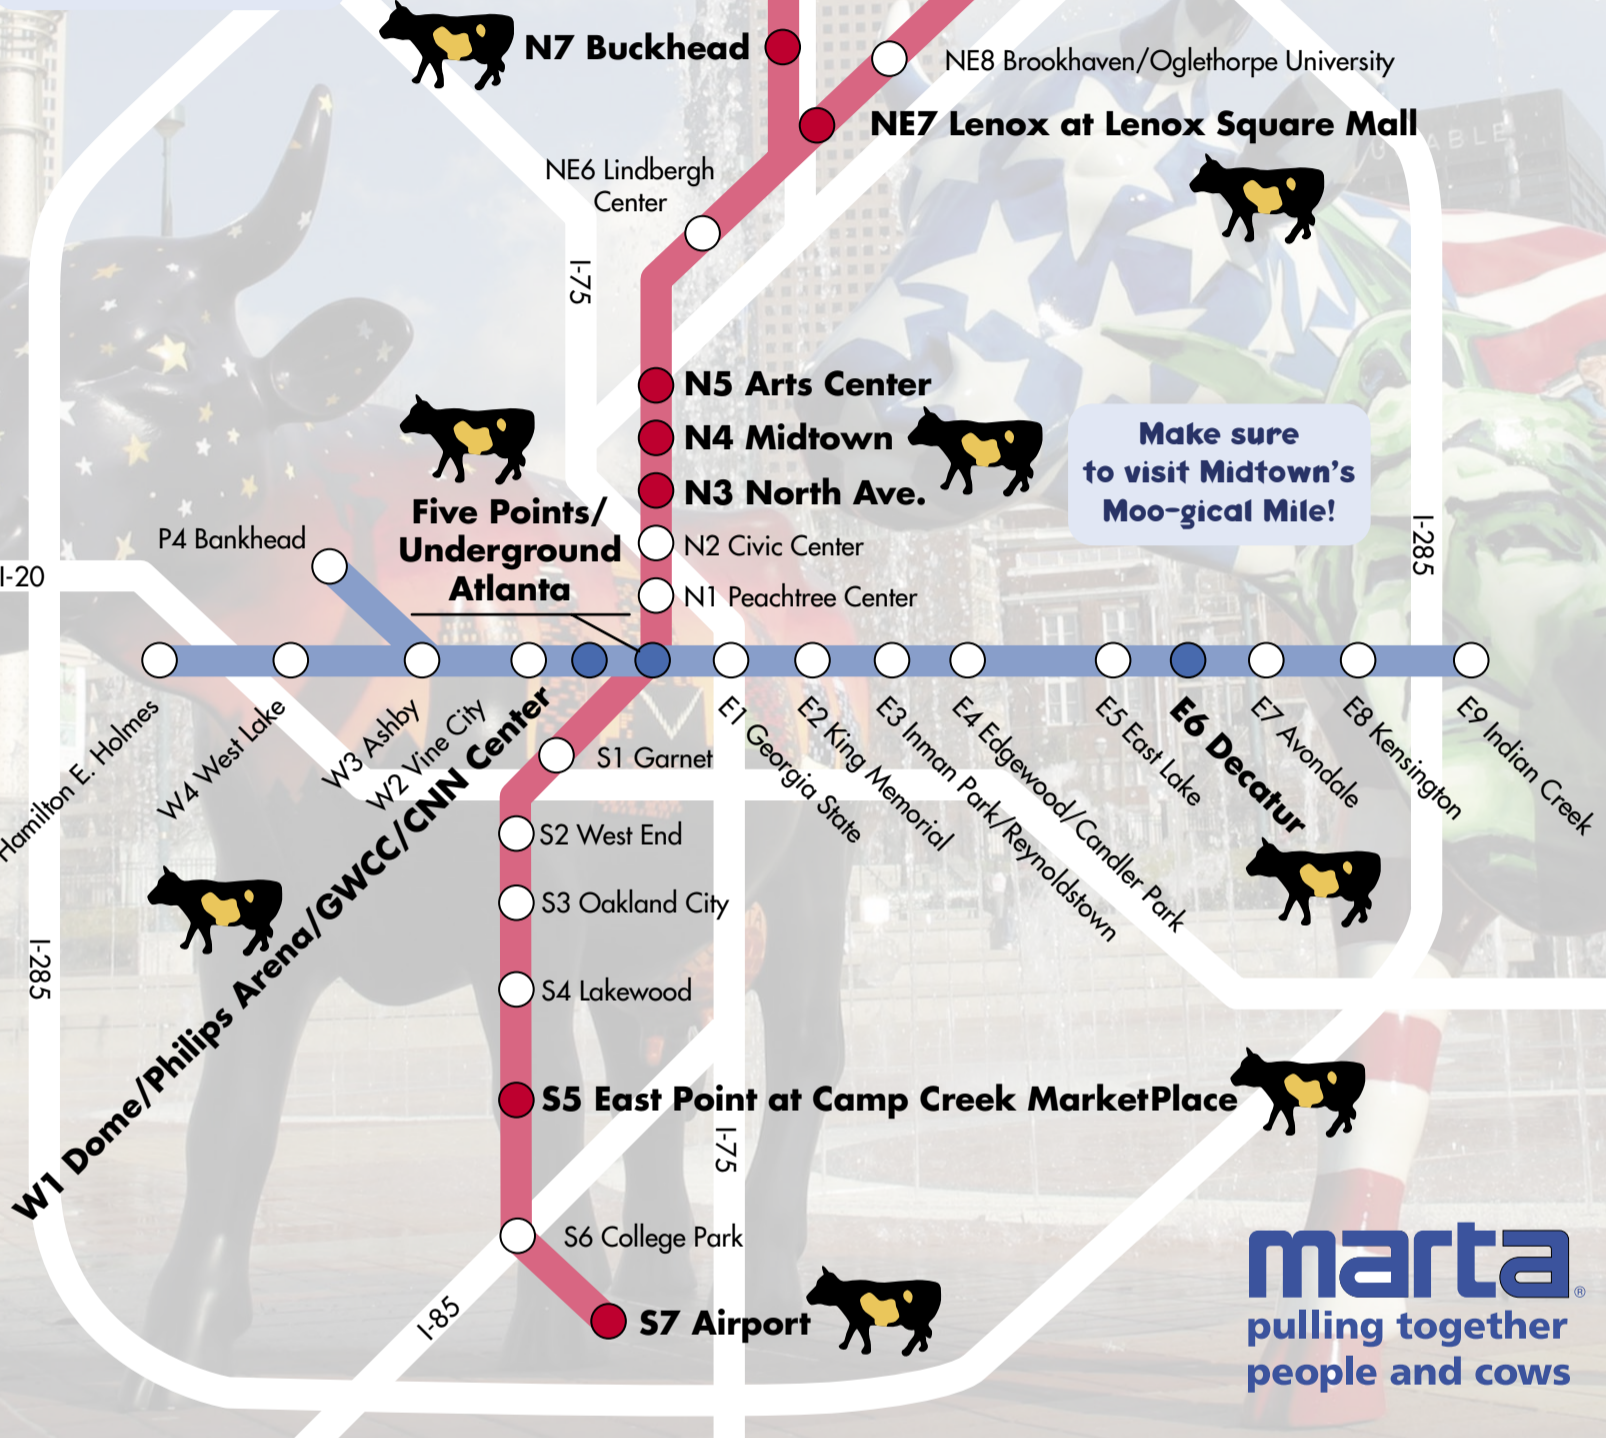 N7 Buckhead
NE8 Brookhaven/Oglethorpe University
NE7 Lenox at Lenox Square Mall
NE6 Lindbergh
Center
I-75
N5 Arts Center
N4 Midtown
N3 North Ave.
Make sure
to visit Midtown's
Moo-gical Mile!
Five Points/
Underground
Atlanta
P4 Bankhead
N2 Civic Center
N1 Peachtree Center
I-20
I-285
Hamilton E. Holmes
W4 West Lake
W3 Ashby
W2 Vine City
W1 Dome/Philips Arena/GWCC/CNN Center
E1 Georgia State
E2 King Memorial
E3 Inman Park/Reynoldstown
E4 Edgewood/Candler Park
E5 East Lake
E6 Decatur
E7 Avondale
E8 Kensington
E9 Indian Creek
S1 Garnet
S2 West End
S3 Oakland City
I-285
S4 Lakewood
S5 East Point at Camp Creek MarketPlace
I-75
S6 College Park
I-85
S7 Airport
marta®
pulling together
people and cows